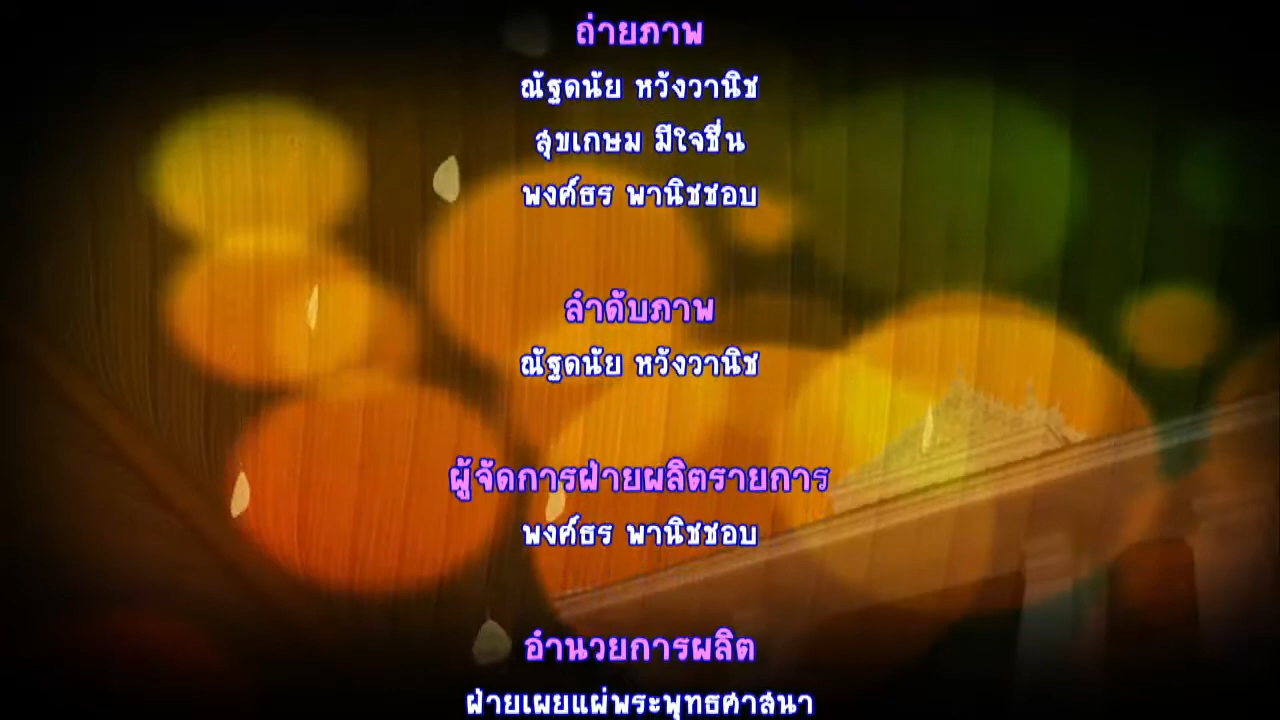 ถ่ายภาพ
ณัฐดนัย หวังวานิช
สุขเกษม มีใจชื่น
พงศ์ธร พานิชชอบ
ลำดับภาพ
ณัฐดนัย หวังวานิช
ผู้จัดการฝ่ายผลิตรายการ
พงศ์ธร พานิชชอบ
อำนวยการผลิต
ฝ่ายเผยแผ่พระพุทธศาสนา